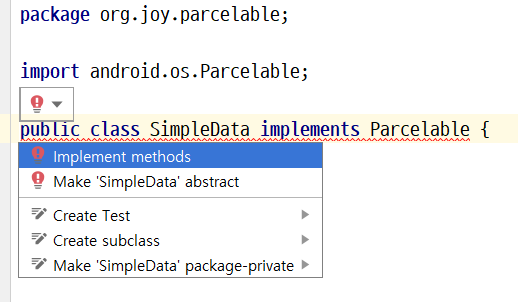 package org.joy.parcelable;
import android.os.Parcelable;
public class SimpleData implements Parcelable {
Implement methods
Make 'SimpleData' abstract
Create Test
Create subclass
Make 'SimpleData' package-private